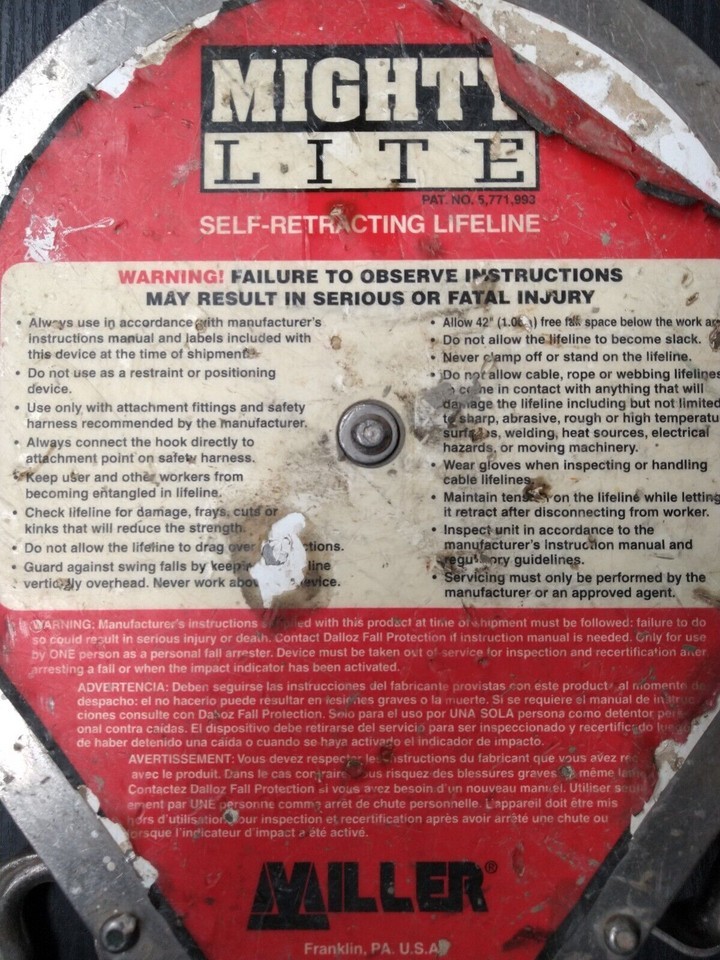 MIGHTY
LITE
PAT. NO. 5,771,993
SELF-RETRACTING LIFELINE
WARNING! FAILURE TO OBSERVE INSTRUCTIONS
MAY RESULT IN SERIOUS OR FATAL INJURY
• Always use in accordance with manufacturer's
instructions manual and labels included with
this device at the time of shipment.
• Do not use as a restraint or positioning
device.
• Use only with attachment fittings and safety
harness recommended by the manufacturer.
• Always connect the hook directly to
attachment point on safety harness.
• Keep user and other workers from
becoming entangled in lifeline.
• Check lifeline for damage, frays, cuts or
kinks that will reduce the strength.
• Do not allow the lifeline to drag over
• Guard against swing falls by line
vertically overhead. Never work device.
• Allow 42" free fall space below the work
• Do not allow the lifeline to become slack.
• Never clamp off or stand on the lifeline.
• Do not allow cable, rope or webbing lifelines
come in contact with anything that will
damage the lifeline including but not limited
to sharp, abrasive, rough or high
surfaces, welding, heat sources, electrical
hazards, or moving machinery.
• Wear gloves when inspecting or handling
cable lifelines.
• Maintain tension on the lifeline while letting
it retract after disconnecting from worker.
• Inspect unit in accordance to the
manufacturer's instruction manual and
regulatory guidelines.
• Servicing must only be performed by the
manufacturer or an approved agent.
WARNING: Manufacturer's instructions supplied with this product at time of shipment must be followed: failure to do
so could result in serious injury or death. Contact Dalloz Fall Protection if instruction manual is needed. Only for use
by ONE person as a personal fall arrester. Device must be taken out of service for inspection and recertification after
arresting a fall or when the impact indicator has been activated.
ADVERTENCIA: Deben seguirse las instrucciones del fabricante provistas con este producto al momento de
despacho: el no hacerlo puede resultar en lesiones graves o la muerte. Si se requiere el manual de
ciones consulte con Dalloz Fall Protection. Solo para el uso por UNA SOLA persona como detentor
onal contra caídas. El dispositivo debe retirarse del servicio para ser inspeccionado y recertificado
de haber detenido una caída o cuando se haya activado el indicador de impacto.
AVERTISSEMENT: Vous devez respecter les instructions du fabricant que vous avez
avec le produit. Dans le cas contraire vous risquez des blessures graves même
Contactez Dalloz Fall Protection si vous avez besoin d'un nouveau manuel. Utiliser
ement par UNE personne comme arrêt de chute personnelle. L'appareil doit être mis
hors d'utilisation pour inspection et recertification après avoir arrêté une chute ou
lorsque l'indicateur d'impact a été activé.
MILLER®
Franklin, PA. U.S.A.